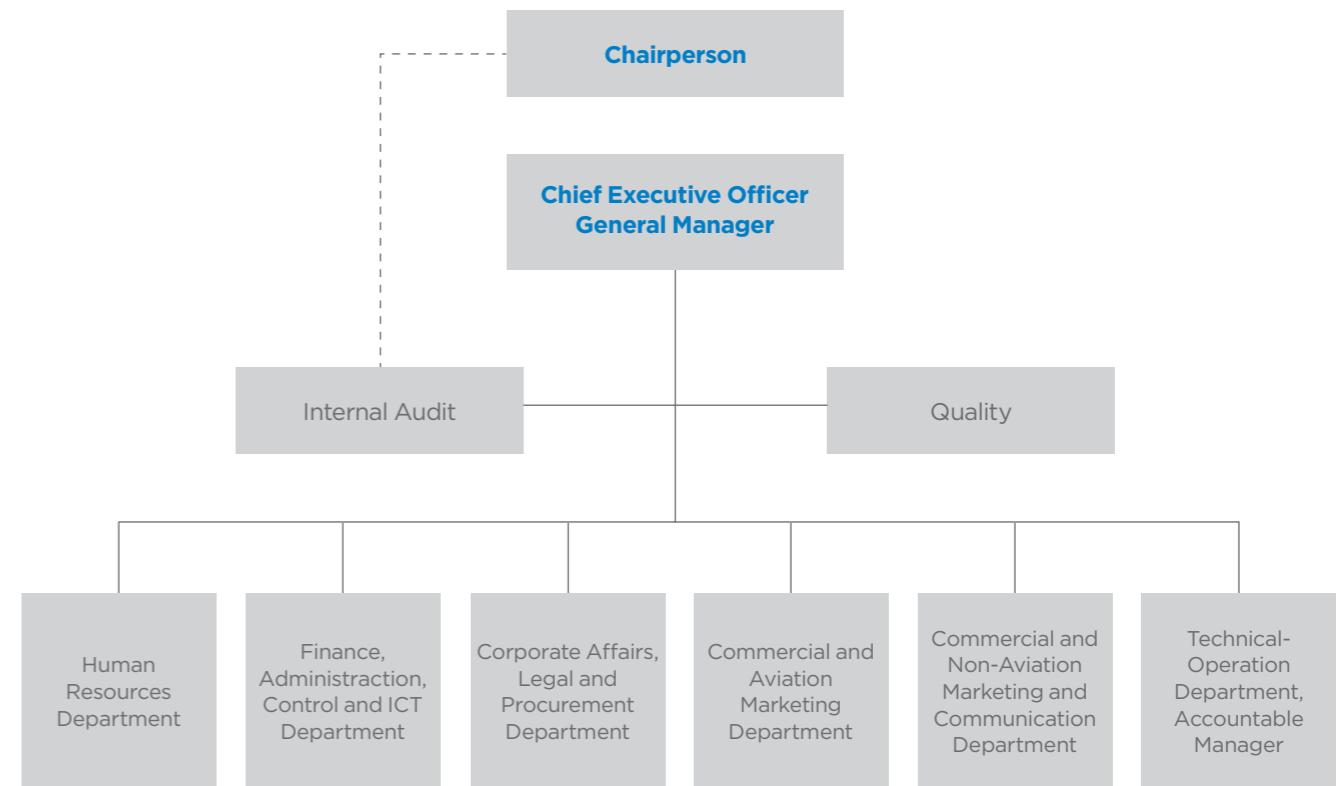 Chairperson
Chief Executive Officer
General Manager
Internal Audit
Quality
Human
Resources
Department
Finance,
Administraction,
Control and ICT
Department
Corporate Affairs,
Legal and
Procurement
Department
Commercial and
Aviation
Marketing
Department
Commercial and
Non-Aviation
Marketing and
Communication
Department
Technical-
Operation
Department,
Accountable
Manager